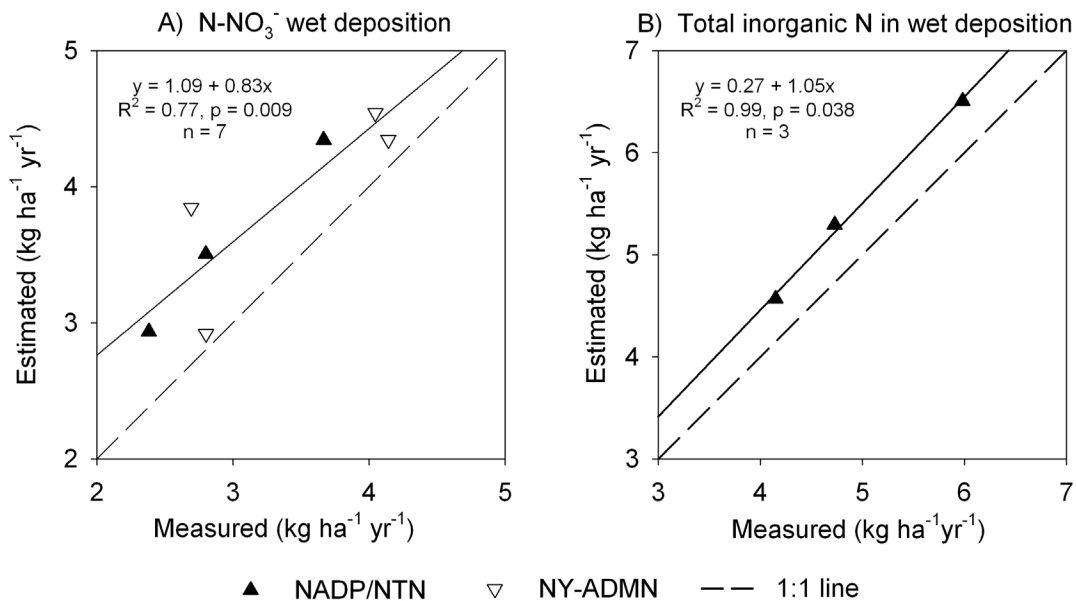 A) N-NO₃⁻ wet deposition
y = 1.09 + 0.83x
R² = 0.77, p = 0.009
n = 7
Estimated (kg ha⁻¹ yr⁻¹)
5
4
3
2
2 3 4 5
Measured (kg ha⁻¹ yr⁻¹)
B) Total inorganic N in wet deposition
y = 0.27 + 1.05x
R² = 0.99, p = 0.038
n = 3
Estimated (kg ha⁻¹ yr⁻¹)
7
6
5
4
3
3 4 5 6 7
Measured (kg ha⁻¹yr⁻¹)
NADP/NTN NY-ADMN 1:1 line